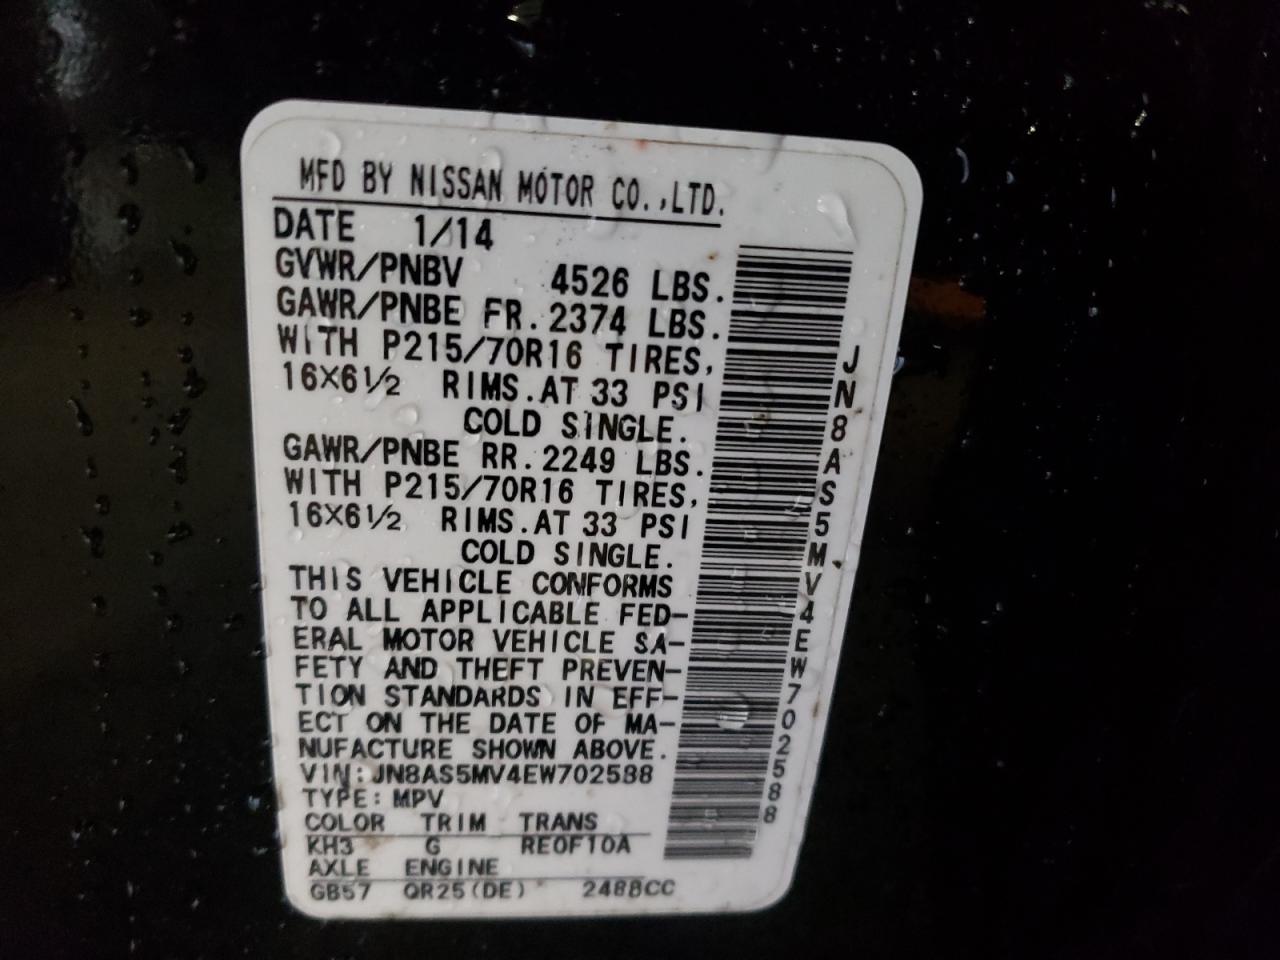 MFD BY NISSAN MOTOR CO.,LTD.
DATE 1/14
GVWR/PNBV 4526 LBS.
GAWR/PNBE FR.2374 LBS.
WITH P215/70R16 TIRES,
16X6½ RIMS.AT 33 PSI
COLD SINGLE.
GAWR/PNBE RR.2249 LBS.
WITH P215/70R16 TIRES,
16X6½ RIMS.AT 33 PSI
COLD SINGLE.
THIS VEHICLE CONFORMS
TO ALL APPLICABLE FED-
ERAL MOTOR VEHICLE SA-
FETY AND THEFT PREVEN-
TION STANDARDS IN EFF-
ECT ON THE DATE OF MA-
NUFACTURE SHOWN ABOVE.
VIN:JN8AS5MV4EW702588
TYPE:MPV
COLOR TRIM TRANS
KH3 G RE0F10A
AXLE ENGINE
GB57 QR25(DE) 2488CC
JN8AS5MV4EW702588